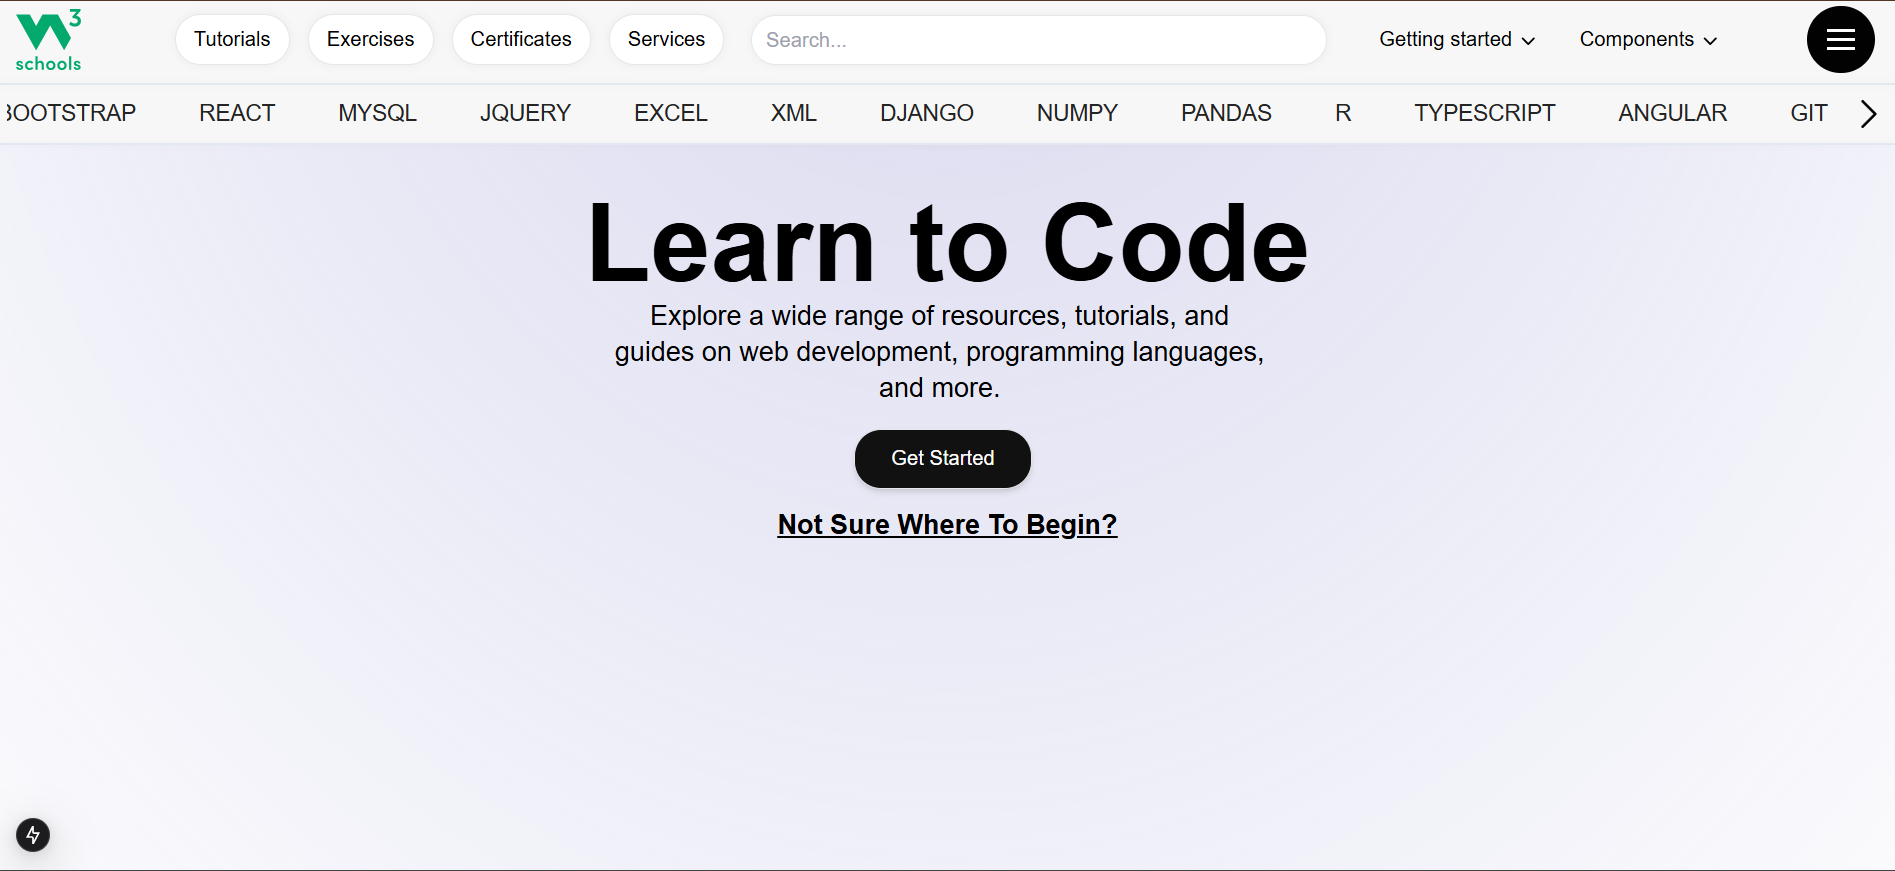 3
schools
Tutorials Exercises Certificates Services Search... Getting started Components
BOOTSTRAP REACT MYSQL JQUERY EXCEL XML DJANGO NUMPY PANDAS R TYPESCRIPT ANGULAR GIT
Learn to Code
Explore a wide range of resources, tutorials, and
guides on web development, programming languages,
and more.
Get Started
Not Sure Where To Begin?